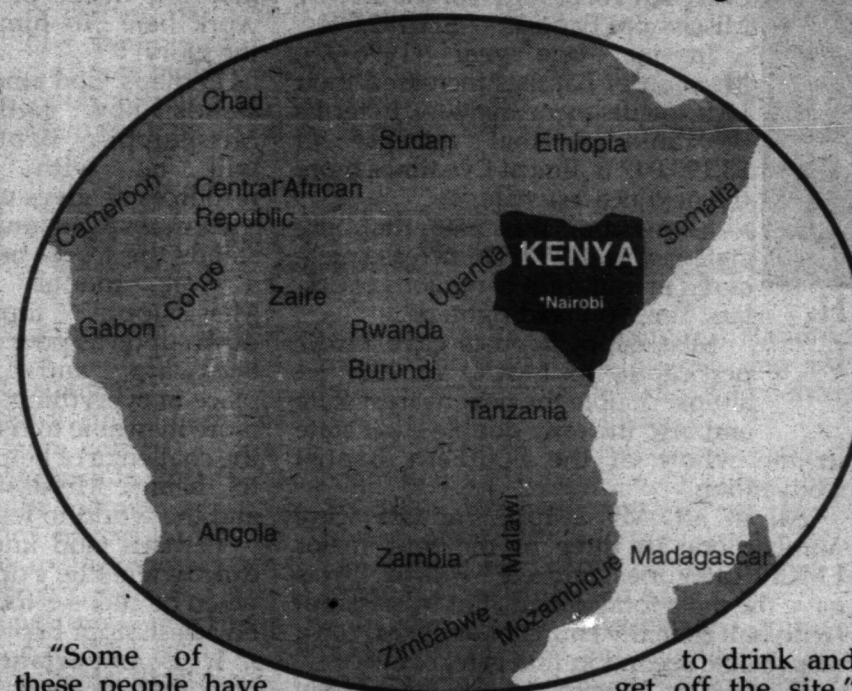 Chad
Sudan
Ethiopia
Cameroon
Central African
Republic
Somalia
Uganda
KENYA
*Nairobi
Conge
Zaire
Gabon
Rwanda
Burundi
Tanzania
Angola
Zambia
Malawi
Mozambique
Madagascar
Zimbabwe
"Some of
these people have
to drink and
get off the site."